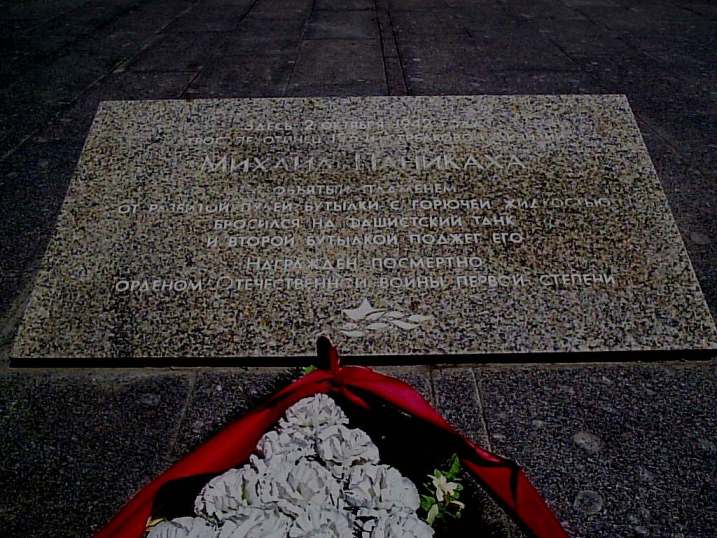 Здесь 2
Михаил Паникаха
объятый пламенем
от разбитой пулей бутылки с горючей жидкостью
бросился на фашистский танк
и второй бутылкой поджег его
Награжден посмертно
орденом Отечественной войны первой степени